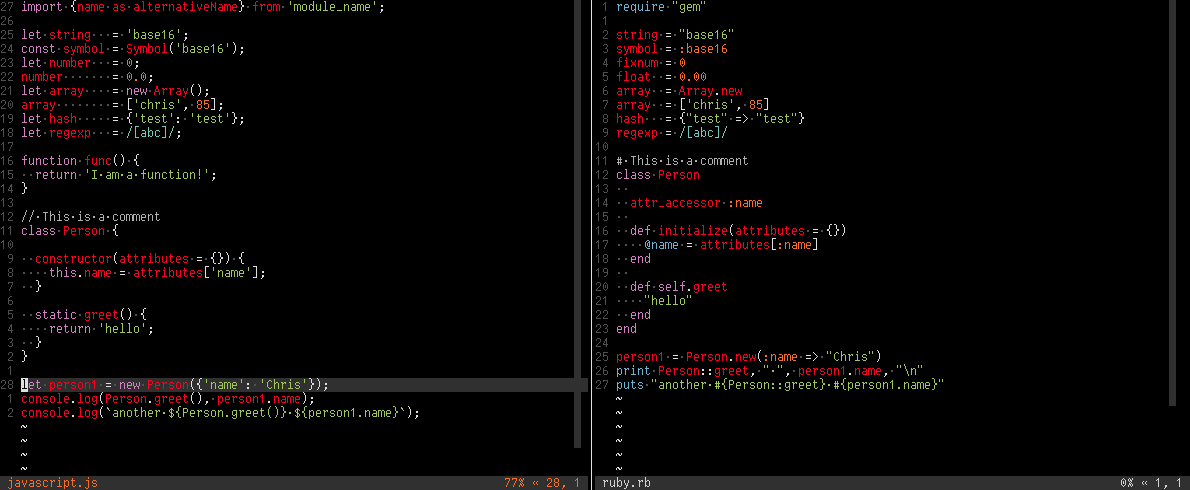 27 import {name·as·alternativeName}·from·'module_name';
26
25 let·string···=·'base16';
24 const·symbol·=·Symbol('base16');
23 let·number···=·0;
22 number·······=·0.0;
21 let·array····=·new·Array();
20 array········=·['chris',·85];
19 let·hash·····=·{'test':·'test'};
18 let·regexp···=·/[abc]/;
17
16 function·func()·{
15 ··return·'I·am·a·function!';
14 }
13
12 //·This·is·a·comment
11 class·Person·{
10
9 ··constructor(attributes·=·{})·{
8 ····this.name·=·attributes['name'];
7 ··}
6
5 ··static·greet()·{
4 ····return·'hello';
3 ··}
2 }
1
28 let·person1·=·new·Person({'name':·'Chris'});
1 console.log(Person.greet(),·person1.name);
2 console.log(`another·${Person.greet()}·${person1.name}`);
~
~
~
~
javascript.js 77% « 28, 1
1 require·"gem"
1
2 string·=·"base16"
3 symbol·=·:base16
4 fixnum·=·0
5 float··=·0.00
6 array··=·Array.new
7 array··=·['chris',·85]
8 hash···=·{"test"·=>·"test"}
9 regexp·=·/[abc]/
10
11 #·This·is·a·comment
12 class·Person
13 ··
14 ··attr_accessor·:name
15 ··
16 ··def·initialize(attributes·=·{})
17 ····@name·=·attributes[:name]
18 ··end
19 ··
20 ··def·self.greet
21 ····"hello"
22 ··end
23 end
24
25 person1·=·Person.new(:name·=>·"Chris")
26 print·Person::greet,·"·",·person1.name,·"\n"
27 puts·"another·#{Person::greet}·#{person1.name}"
~
~
~
~
~
~
ruby.rb 0% « 1, 1